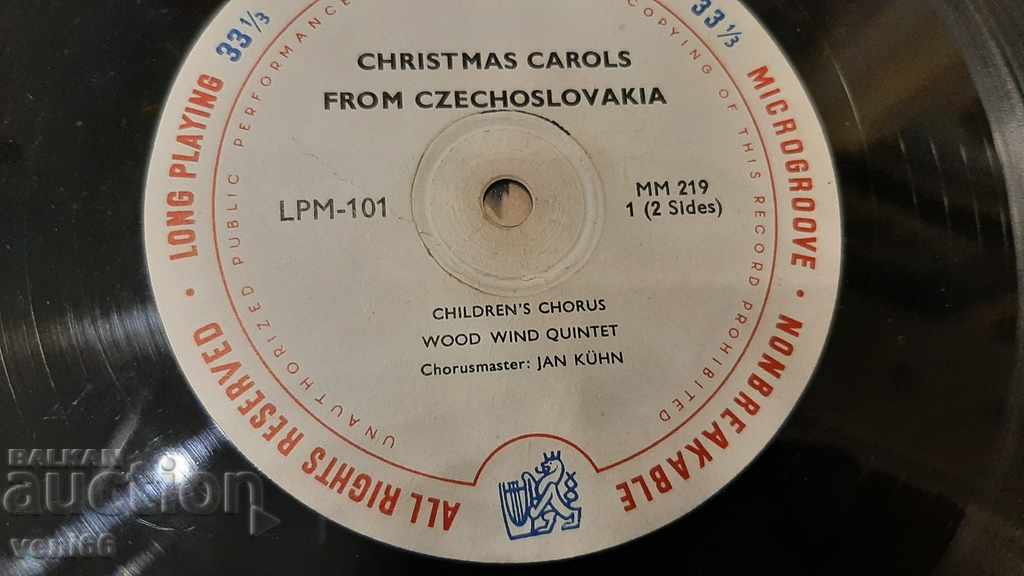 CHRISTMAS CAROLS
FROM CZECHOSLOVAKIA
LPM-101
MM 219
1 (2 Sides)
CHILDREN'S CHORUS
WOOD WIND QUINTET
Chorusmaster: JAN KÜHN
ALL RIGHTS RESERVED • LONG PLAYING 33 1/3
33 1/3 MICROGROOVE • NONBREAKABLE
UNAUTHORIZED PUBLIC PERFORMANCE
COPYING OF THIS RECORD PROHIBITED
BALKAN
auction
veni66